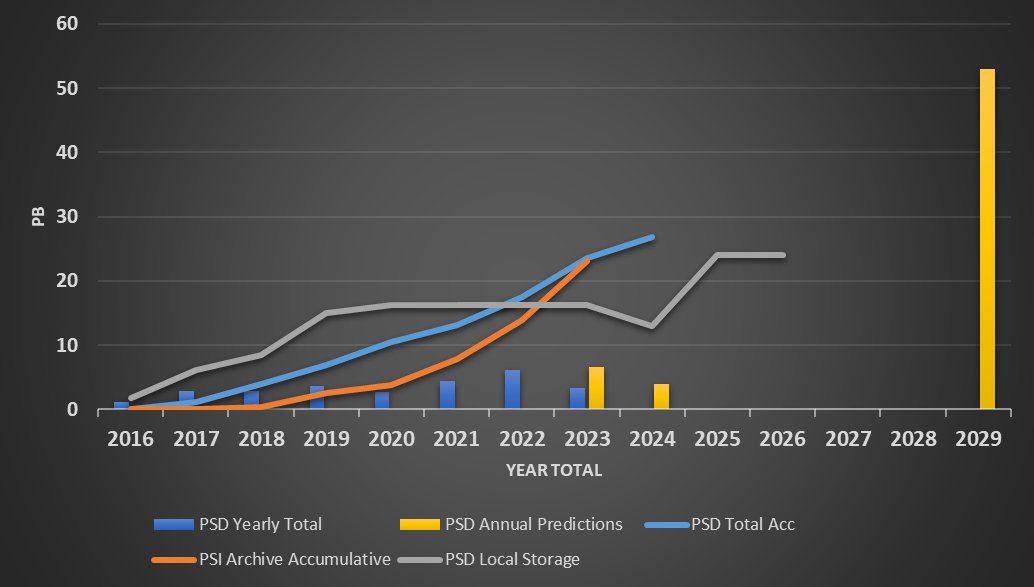 60
50
40
30
20
10
0
PB
2016 2017 2018 2019 2020 2021 2022 2023 2024 2025 2026 2027 2028 2029
YEAR TOTAL
PSD Yearly Total PSD Annual Predictions PSD Total Acc
PSI Archive Accumulative PSD Local Storage